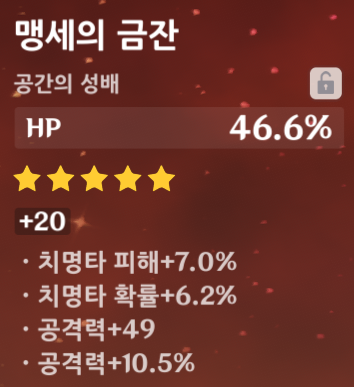 맹세의 금잔
공간의 성배
HP 46.6%
+20
· 치명타 피해+7.0%
· 치명타 확률+6.2%
· 공격력+49
· 공격력+10.5%